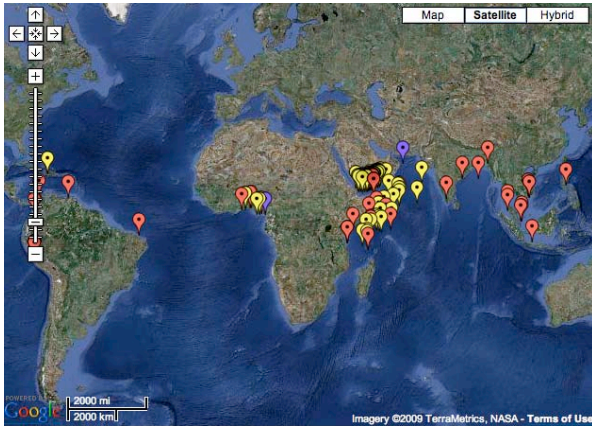 Map Satellite Hybrid
POWERED BY
Google
2000 mi
2000 km
Imagery ©2009 TerraMetrics, NASA - Terms of Use